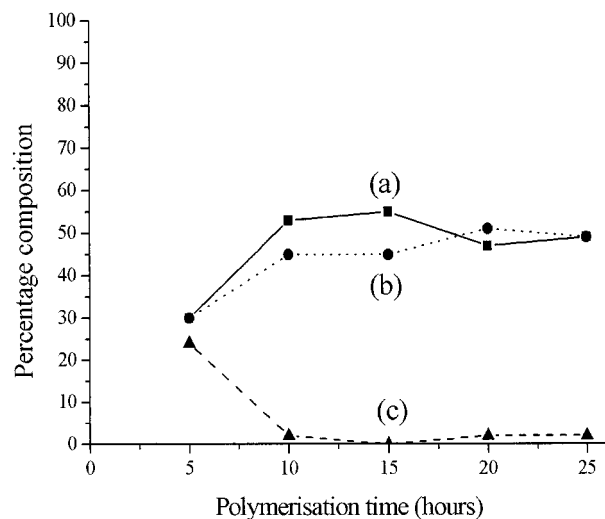 Percentage composition
100
90
80
70
60
50
40
30
20
10
0
(a)
(b)
(c)
0 5 10 15 20 25
Polymerisation time (hours)